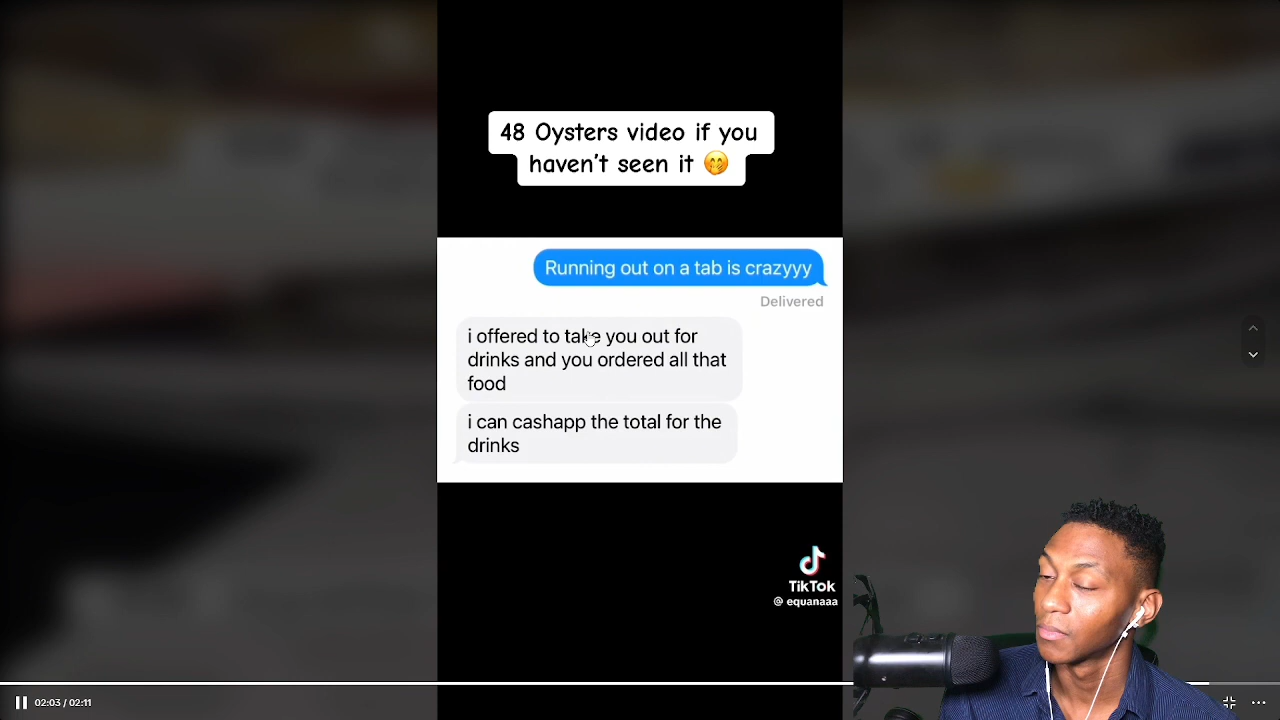 48 Oysters video if you
haven't seen it 🤭
Running out on a tab is crazyyy
Delivered
i offered to take you out for
drinks and you ordered all that
food
i can cashapp the total for the
drinks
TikTok
@ equanaaa
02:03 / 02:11